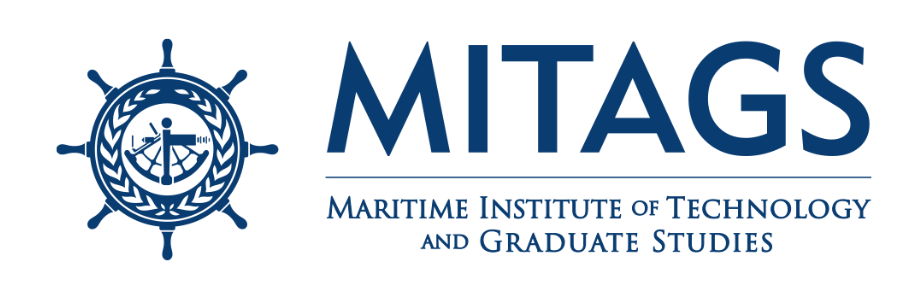 MITAGS
Maritime Institute of Technology
and Graduate Studies